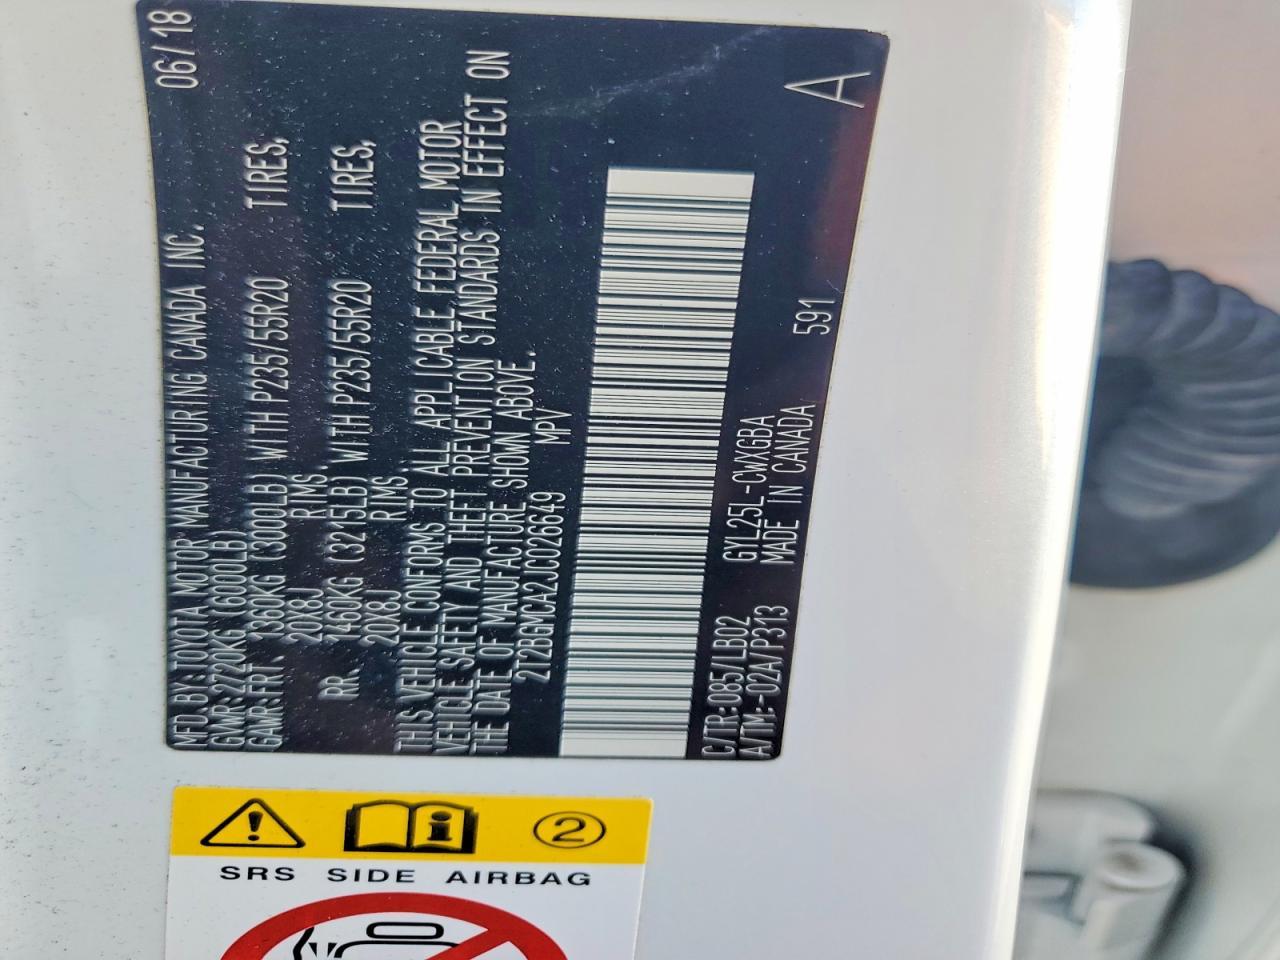 MFD.BY:TOYOTA MOTOR MANUFACTURING CANADA INC. 06/18
GVWR:2720KG (6000LB)
GAWR:FRT. 1360KG (3000LB) WITH P235/55R20 TIRES,
20x8J RIMS.
RR. 1460KG (3215LB) WITH P235/55R20 TIRES,
20x8J RIMS.
THIS VEHICLE CONFORMS TO ALL APPLICABLE FEDERAL MOTOR
VEHICLE SAFETY AND THEFT PREVENTION STANDARDS IN EFFECT ON
THE DATE OF MANUFACTURE SHOWN ABOVE.
2T2BGMCA2JC026649 MPV
C/TR:085/LB02 GYL25L-CWXGBA
A/TM:-02A/P313 MADE IN CANADA 591 A
2
SRS SIDE AIRBAG